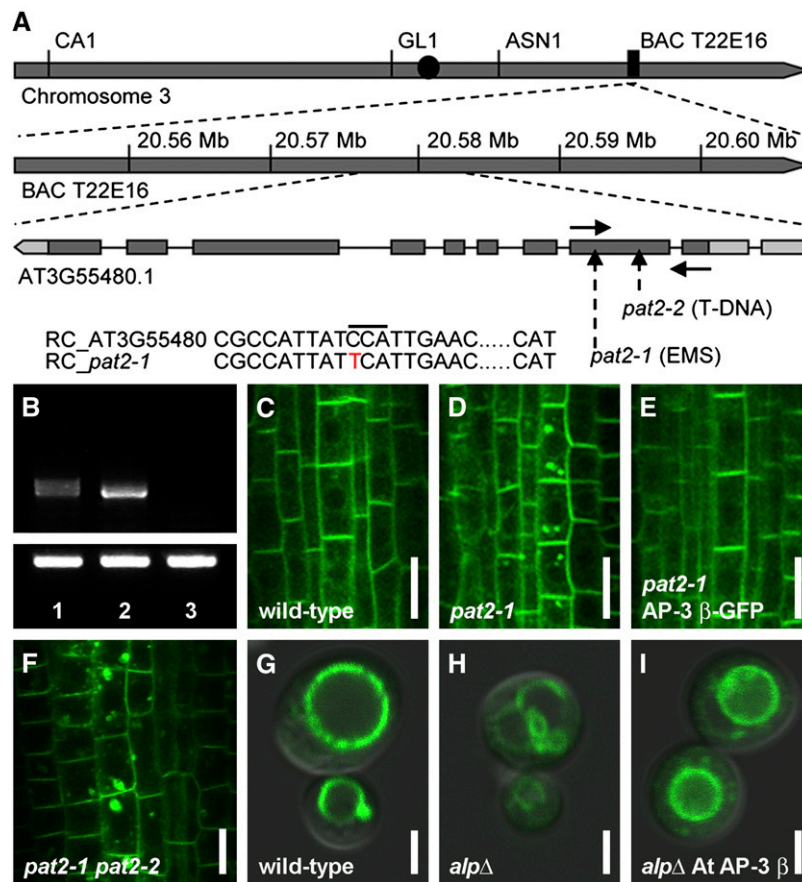 A
CA1 GL1 ASN1 BAC T22E16
Chromosome 3
20.56 Mb 20.57 Mb 20.58 Mb 20.59 Mb 20.60 Mb
BAC T22E16
AT3G55480.1
pat2-2 (T-DNA)
RC_AT3G55480 CGCCATTATCCATTGAAC.....CAT
RC_pat2-1 CGCCATTATTCATTGAAC.....CAT
pat2-1 (EMS)
B
1 2 3
C
wild-type
D
pat2-1
E
pat2-1
AP-3 β-GFP
F
pat2-1 pat2-2
G
wild-type
H
alpΔ
I
alpΔ At AP-3 β